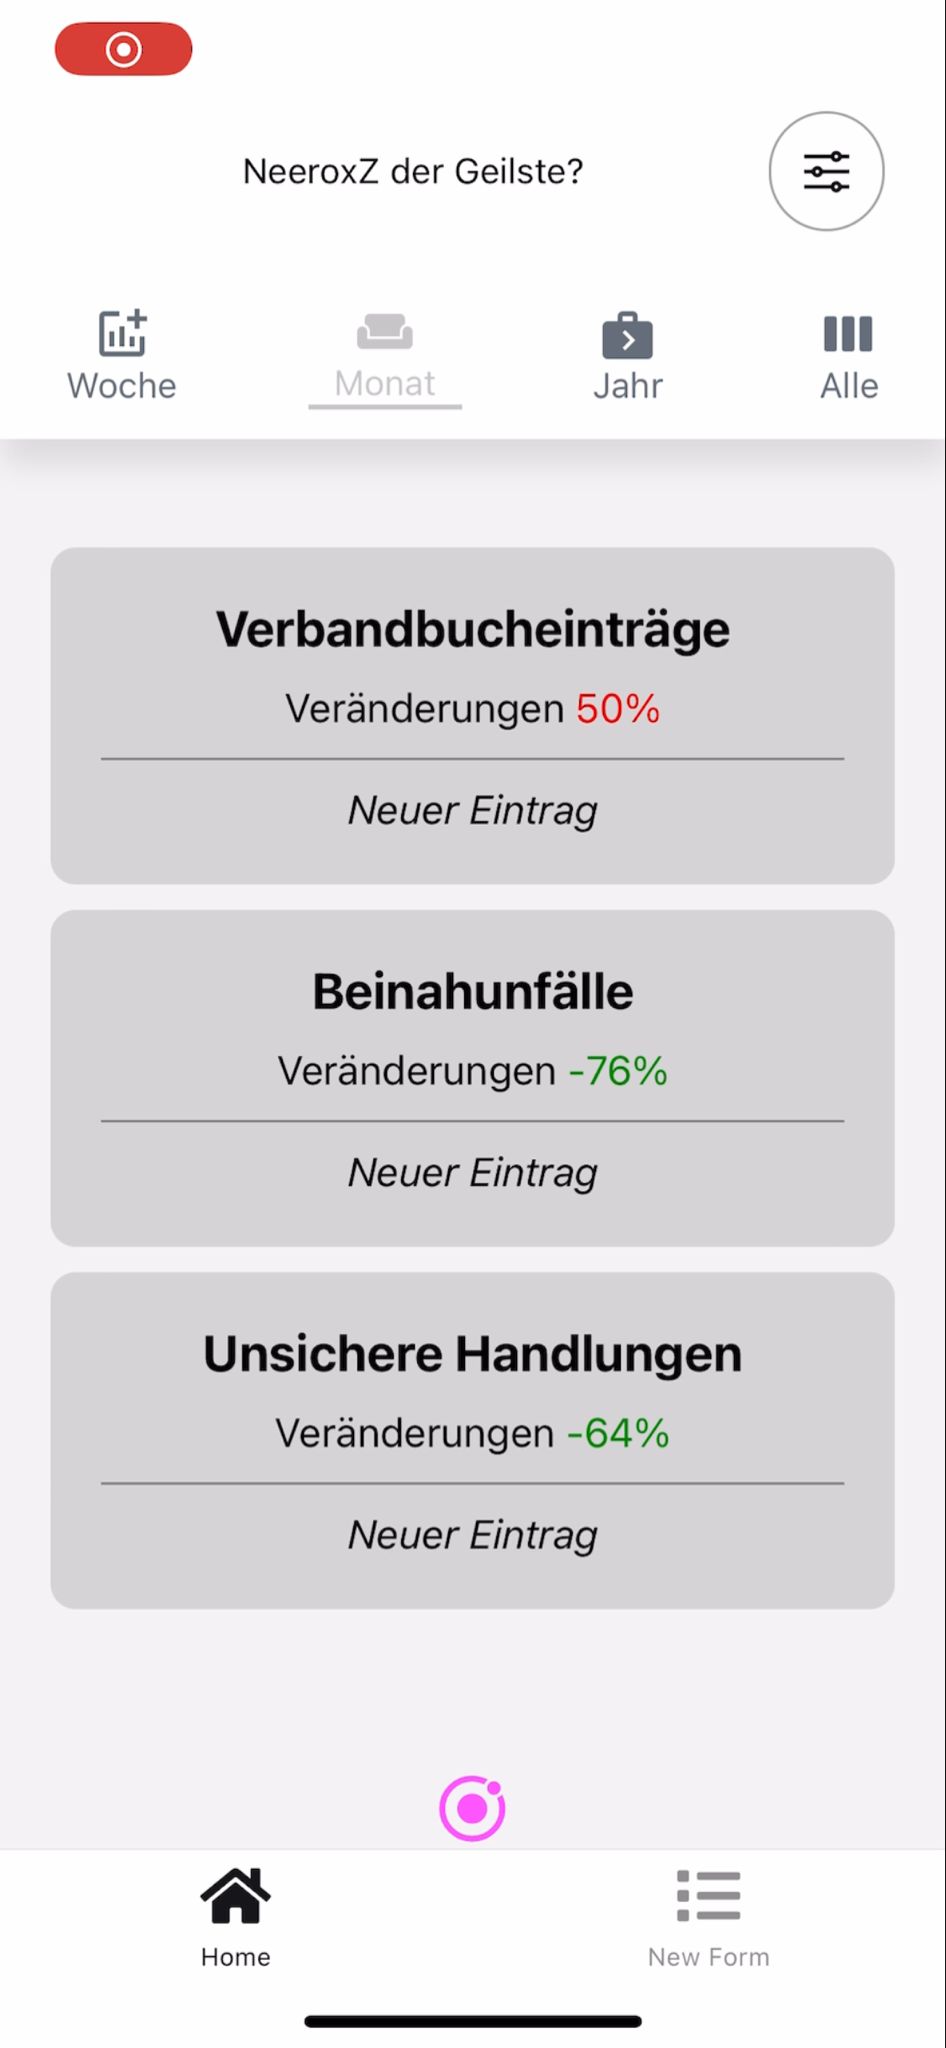 NeeroxZ der Geilste?
Woche
Monat
Jahr
Alle
Verbandbucheinträge
Veränderungen 50%
Neuer Eintrag
Beinahunfälle
Veränderungen -76%
Neuer Eintrag
Unsichere Handlungen
Veränderungen -64%
Neuer Eintrag
Home
New Form